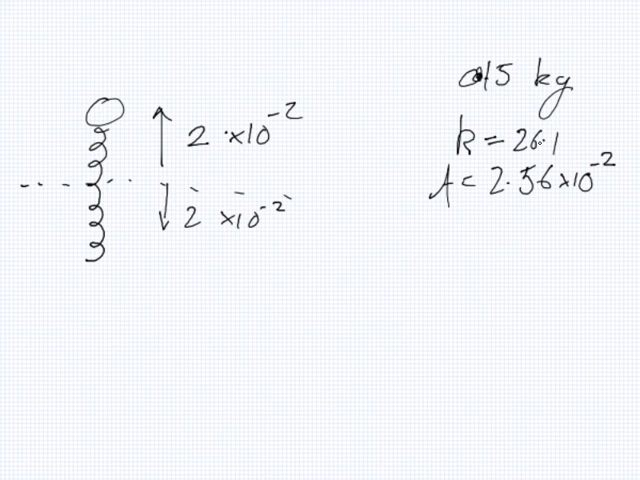 2 ·×10⁻²
2 ×10⁻²
0.15 kg
k = 26.1
A = 2.56×10⁻²